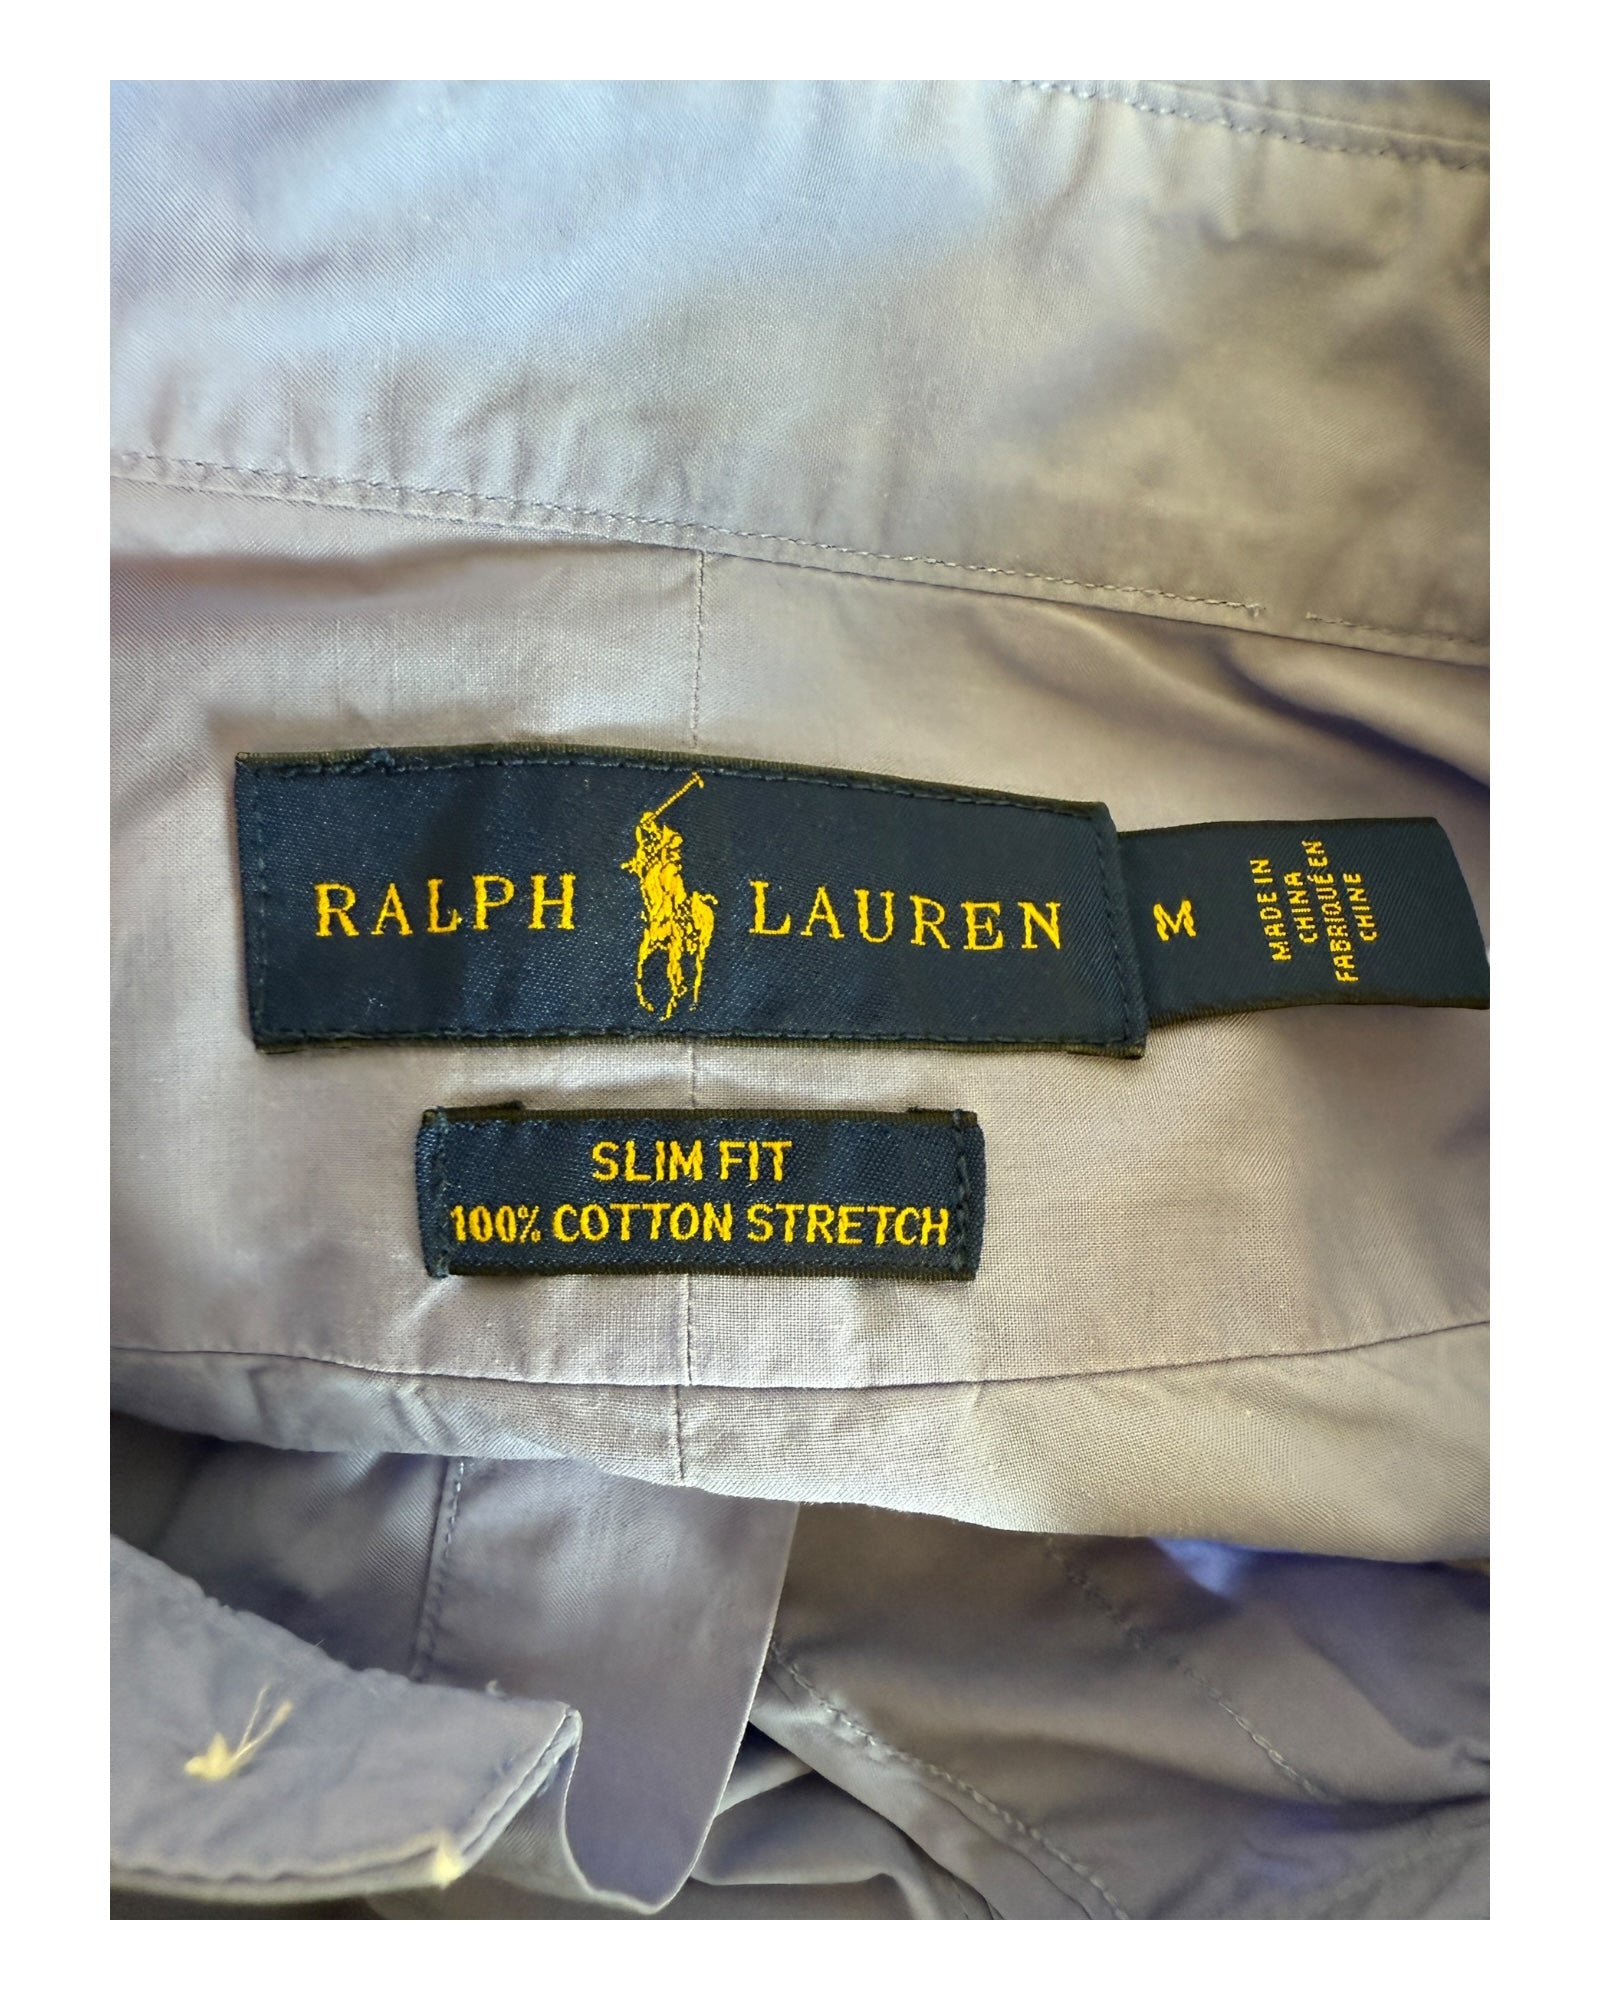 RALPH LAUREN
M
MADE IN
CHINA
FABRIQUÉ EN
CHINE
SLIM FIT
100% COTTON STRETCH